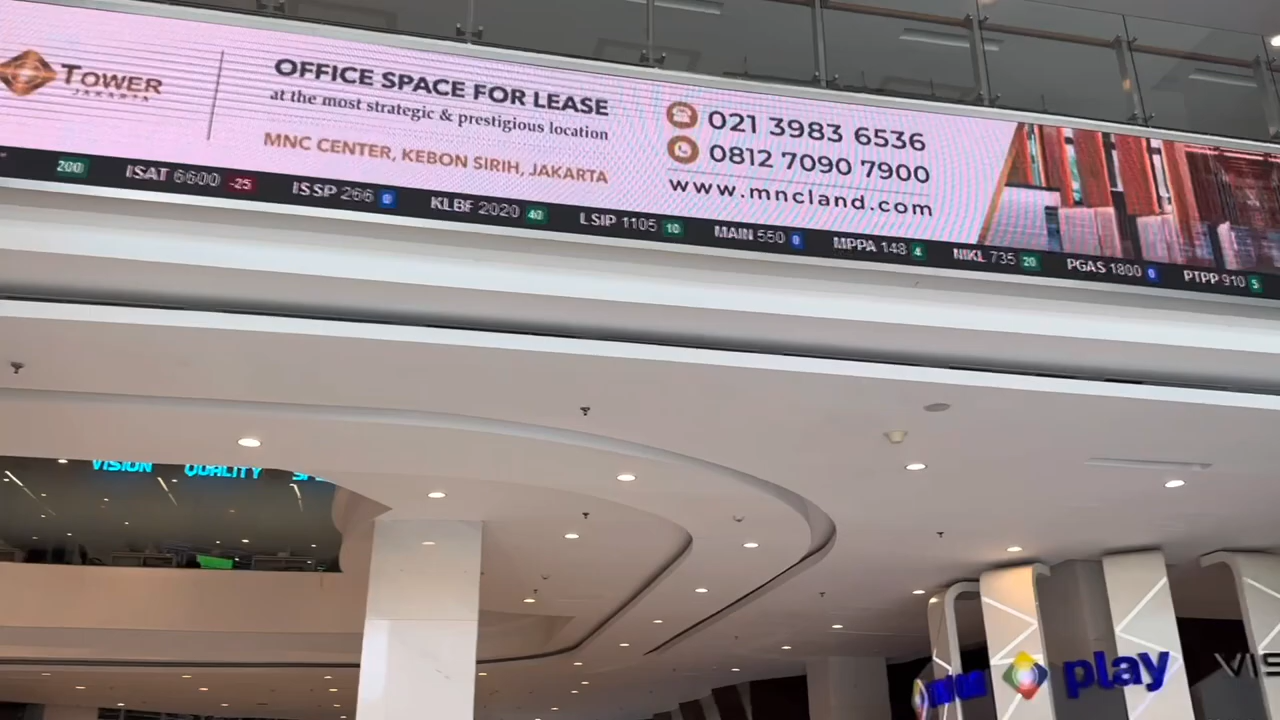 TOWER
JAKARTA
OFFICE SPACE FOR LEASE
at the most strategic & prestigious location
MNC CENTER, KEBON SIRIH, JAKARTA
021 3983 6536
0812 7090 7900
www.mncland.com
200 ISAT 6600 -25 ISSP 266 0 KLBF 2020 40 LSIP 1105 10 MAIN 550 0 MPPA 148 4 NIKL 735 20 PGAS 1800 0 PTPP 910 5
VISION QUALITY
play